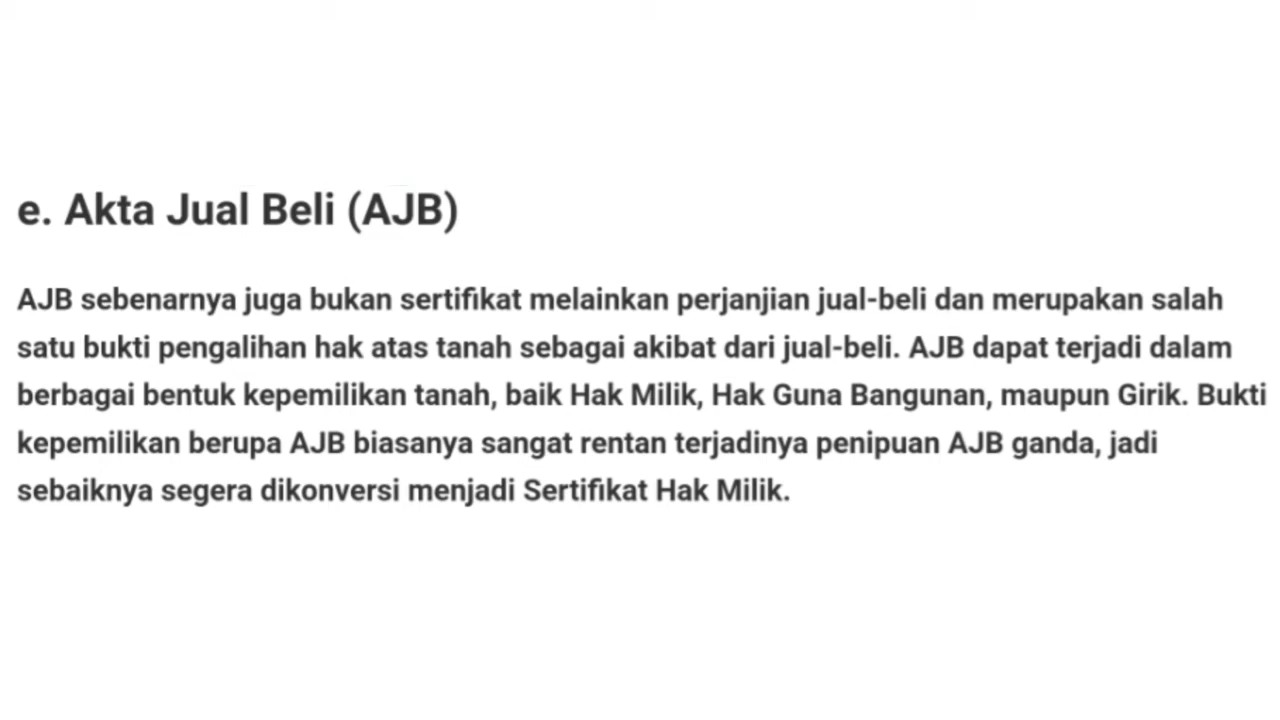 e. Akta Jual Beli (AJB)
AJB sebenarnya juga bukan sertifikat melainkan perjanjian jual-beli dan merupakan salah
satu bukti pengalihan hak atas tanah sebagai akibat dari jual-beli. AJB dapat terjadi dalam
berbagai bentuk kepemilikan tanah, baik Hak Milik, Hak Guna Bangunan, maupun Girik. Bukti
kepemilikan berupa AJB biasanya sangat rentan terjadinya penipuan AJB ganda, jadi
sebaiknya segera dikonversi menjadi Sertifikat Hak Milik.